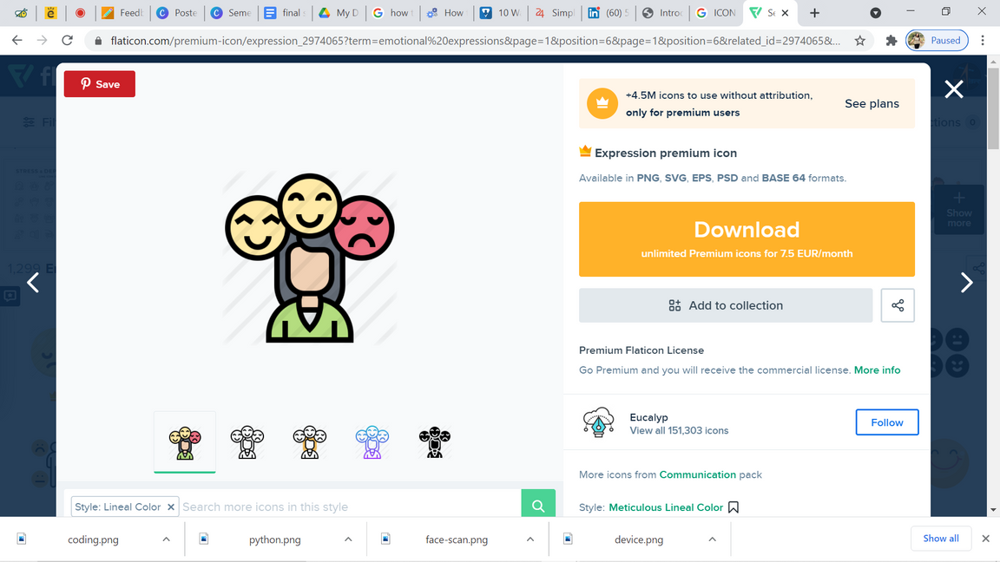 Feedb
Poste
Seme
final
My D
how t
How
10 W
Simpl
(60) S
Introd
ICON
Se
flaticon.com/premium-icon/expression_2974065?term=emotional%20expressions&page=1&position=6&page=1&position=6&related_id=2974065&...
Paused
Save
+4.5M icons to use without attribution,
only for premium users
See plans
Expression premium icon
Available in PNG, SVG, EPS, PSD and BASE 64 formats.
Download
unlimited Premium icons for 7.5 EUR/month
Add to collection
Premium Flaticon License
Go Premium and you will receive the commercial license. More info
Eucalyp
View all 151,303 icons
Follow
More icons from Communication pack
Style: Meticulous Lineal Color
Style: Lineal Color
Search more icons in this style
Show
more
1,299
coding.png
python.png
face-scan.png
device.png
Show all